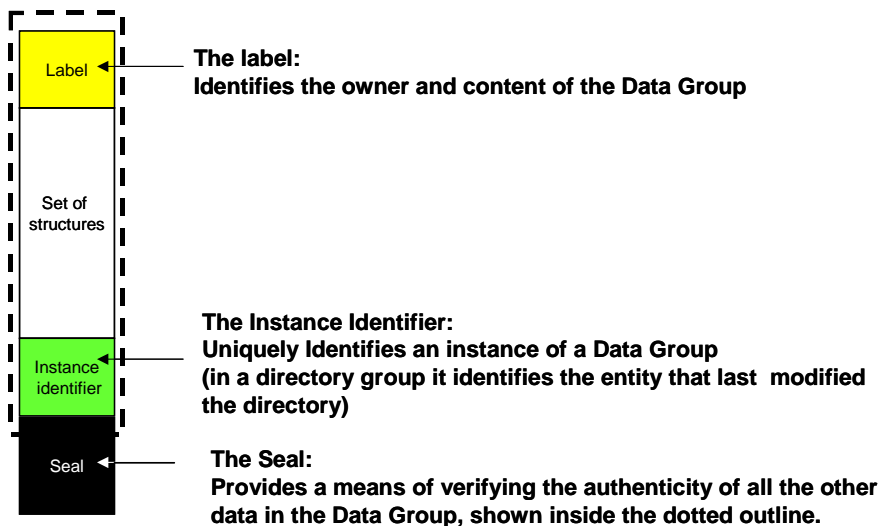 Label
The label:
Identifies the owner and content of the Data Group
Set of
structures
Instance
identifier
The Instance Identifier:
Uniquely Identifies an instance of a Data Group
(in a directory group it identifies the entity that last modified
the directory)
Seal
The Seal:
Provides a means of verifying the authenticity of all the other
data in the Data Group, shown inside the dotted outline.